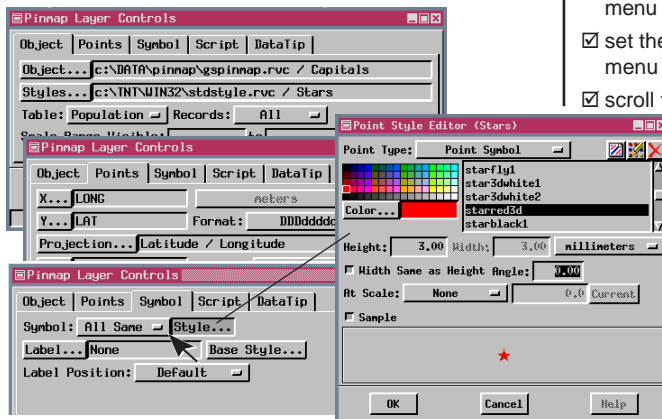 Pinmap Layer Controls
Object Points Symbol Script DataTip
Object... c:\DATA\pinmap\gspinmap.rvc / Capitals
Styles... c:\TNT\WIN32\stdstyle.rvc / Stars
Table: Population Records: All
Pinmap Layer Controls
Object Points Symbol Script DataTip
X... LONG meters
Y... LAT Format:
Projection... Latitude / Longitude
Pinmap Layer Controls
Object Points Symbol Script DataTip
Symbol: All Same Style...
Label... None Base Style...
Label Position: Default
menu
☑ set the
menu
☑ scroll
Point Style Editor (Stars)
Point Type: Point Symbol
starfly1
star3dwhite1
star3dwhite2
starred3d
starblack1
Color...
Height: 3.00 Width: 3.00 millimeters
Width Same as Height Angle: 0.00
At Scale: None 0.0 Current
Sample
OK Cancel Help